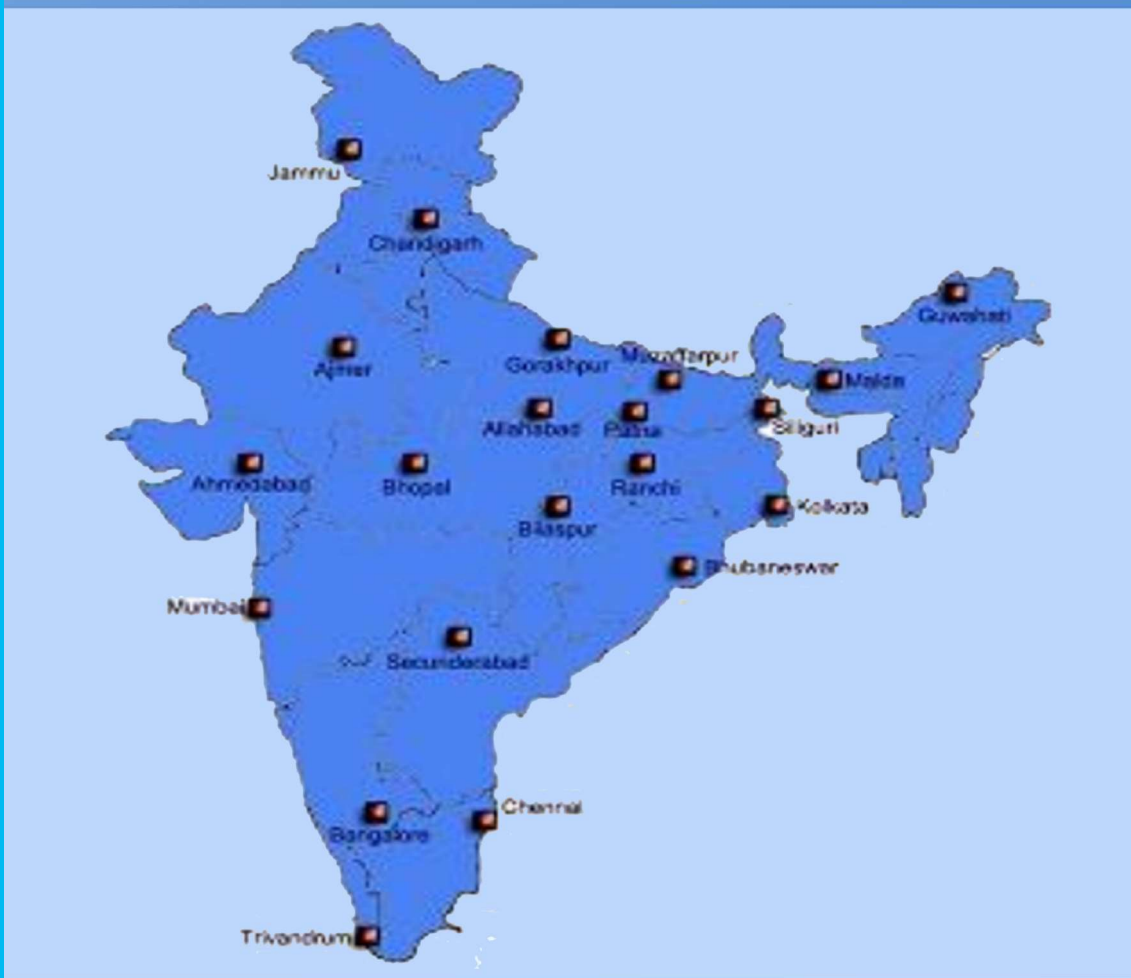 Jammu
Chandigarh
Guwahati
Ajmer
Gorakhpur
Muzaffarpur
Malda
Allahabad
Patna
Siliguri
Ahmedabad
Bhopal
Ranchi
Bilaspur
Kolkata
Bhubaneswar
Mumbai
Secunderabad
Chennai
Bangalore
Trivandrum